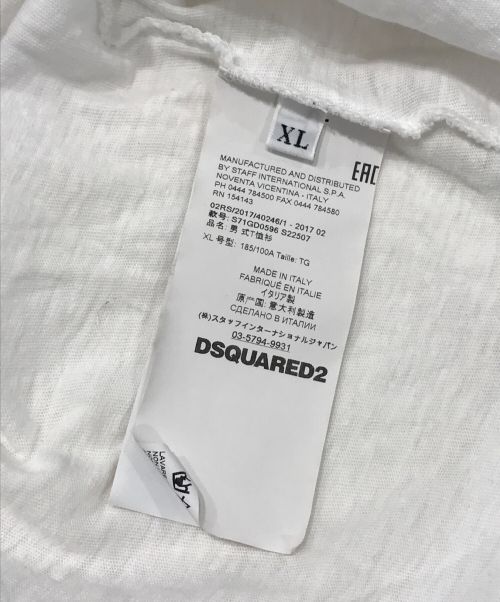 XL
EAC
MANUFACTURED AND DISTRIBUTED
BY STAFF INTERNATIONAL S.P.A.
NOVENTA VICENTINA - ITALY
PH 0444 784500 FAX 0444 784580
RN 154143
02RS/2017/40246/1 - 2017 02
款号: S71GD0596 S22507
品名: 男式T恤衫
XL 号型: 185/100A Taille: TG
MADE IN ITALY
FABRIQUÉ EN ITALIE
イタリア製
原产国: 意大利製造
СДЕЛАНО В ИТАЛИИ
(株)スタッフインターナショナルジャパン
03-5794-9931
DSQUARED2
LAVARE
NON